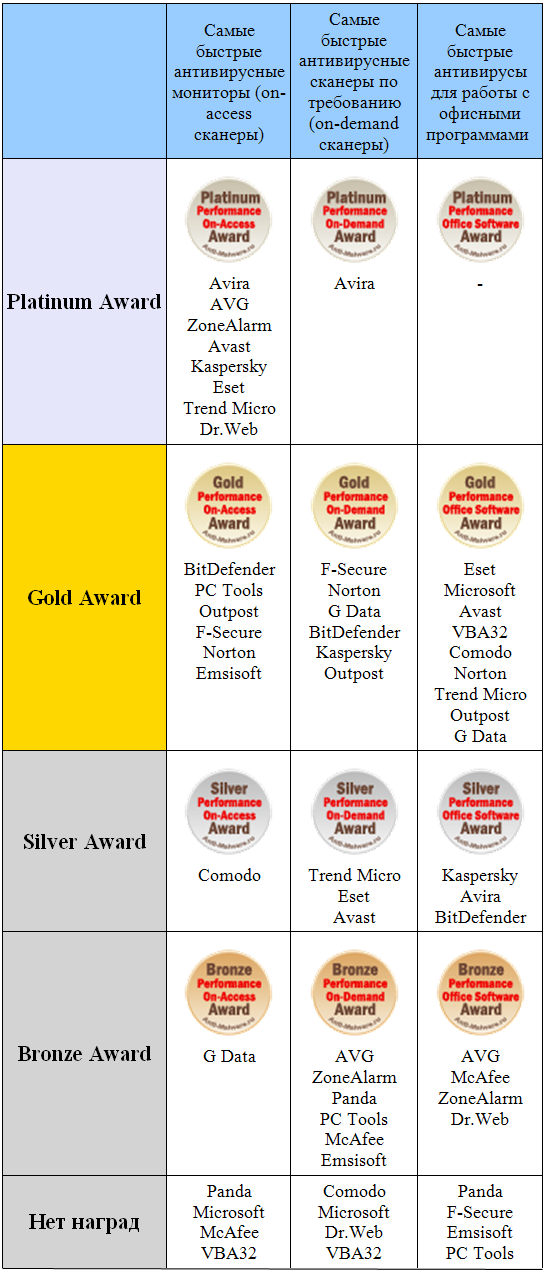 Самые
быстрые
антивирусные
мониторы (on-
access
сканеры)
Самые
быстрые
антивирусные
сканеры по
требованию
(on-demand
сканеры)
Самые
быстрые
антивирусы
для работы с
офисными
программами
Platinum Award
Platinum
Performance
On-Access
Award
Anti-Malware.ru
Avira
AVG
ZoneAlarm
Avast
Kaspersky
Eset
Trend Micro
Dr.Web
Platinum
Performance
On-Demand
Award
Anti-Malware.ru
Avira
Platinum
Performance
Office Software
Award
Anti-Malware.ru
-
Gold Award
Gold
Performance
On-Access
Award
Anti-Malware.ru
BitDefender
PC Tools
Outpost
F-Secure
Norton
Emsisoft
Gold
Performance
On-Demand
Award
Anti-Malware.ru
F-Secure
Norton
G Data
BitDefender
Kaspersky
Outpost
Gold
Performance
Office Software
Award
Anti-Malware.ru
Eset
Microsoft
Avast
VBA32
Comodo
Norton
Trend Micro
Outpost
G Data
Silver Award
Silver
Performance
On-Access
Award
Anti-Malware.ru
Comodo
Silver
Performance
On-Demand
Award
Anti-Malware.ru
Trend Micro
Eset
Avast
Silver
Performance
Office Software
Award
Anti-Malware.ru
Kaspersky
Avira
BitDefender
Bronze Award
Bronze
Performance
On-Access
Award
Anti-Malware.ru
G Data
Bronze
Performance
On-Demand
Award
Anti-Malware.ru
AVG
ZoneAlarm
Panda
PC Tools
McAfee
Emsisoft
Bronze
Performance
Office Software
Award
Anti-Malware.ru
AVG
McAfee
ZoneAlarm
Dr.Web
Нет наград
Panda
Microsoft
McAfee
VBA32
Comodo
Microsoft
Dr.Web
VBA32
Panda
F-Secure
Emsisoft
PC Tools